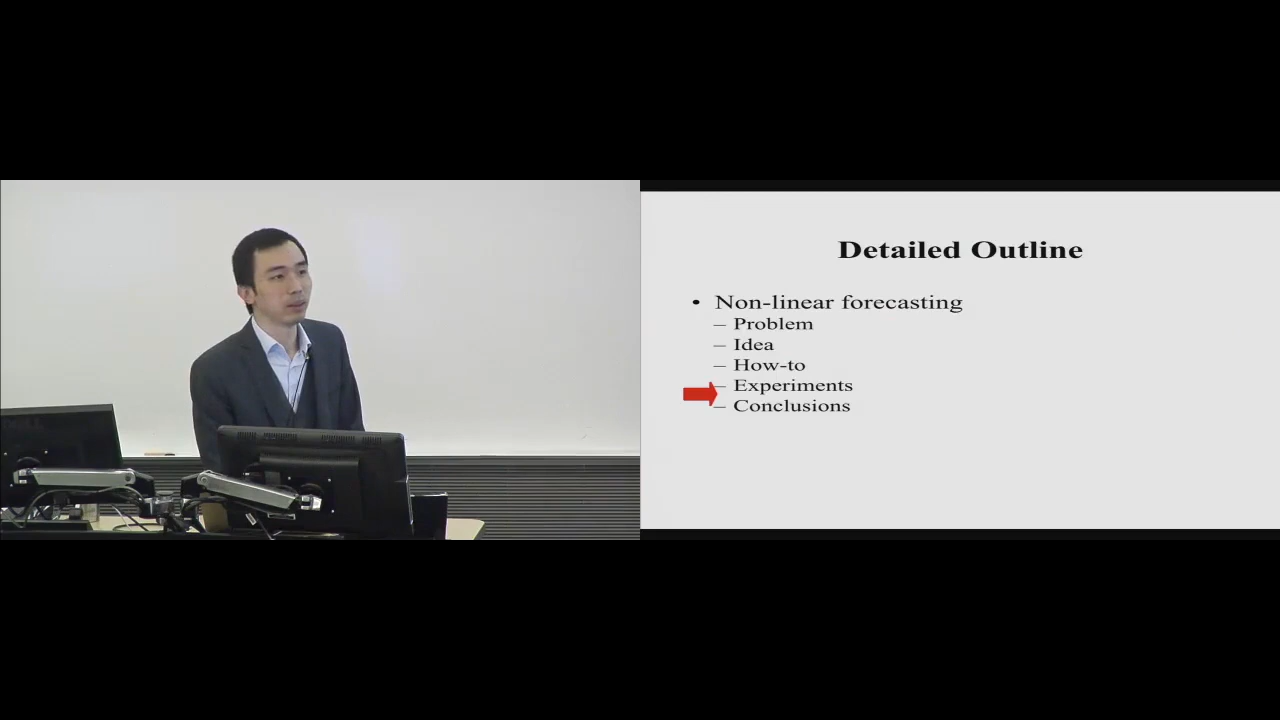 Detailed Outline
• Non-linear forecasting
– Problem
– Idea
– How-to
– Experiments
– Conclusions